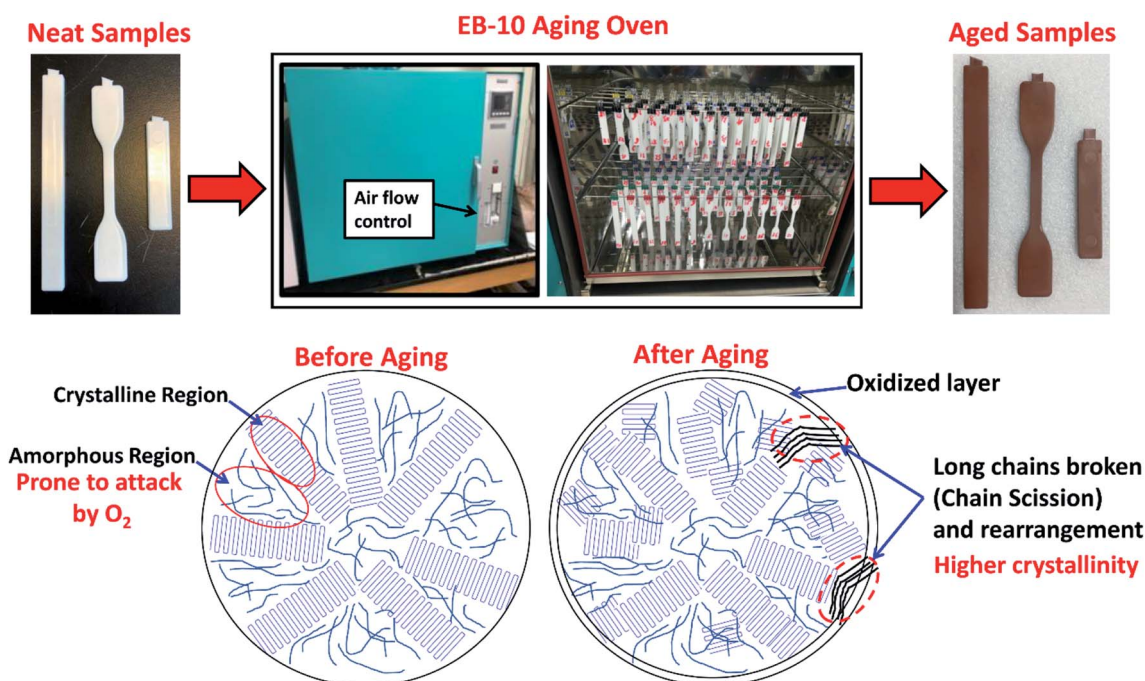 Neat Samples
EB-10 Aging Oven
Aged Samples
Air flow
control
Before Aging
After Aging
Crystalline Region
Oxidized layer
Amorphous Region
Prone to attack
by O₂
Long chains broken
(Chain Scission)
and rearrangement
Higher crystallinity